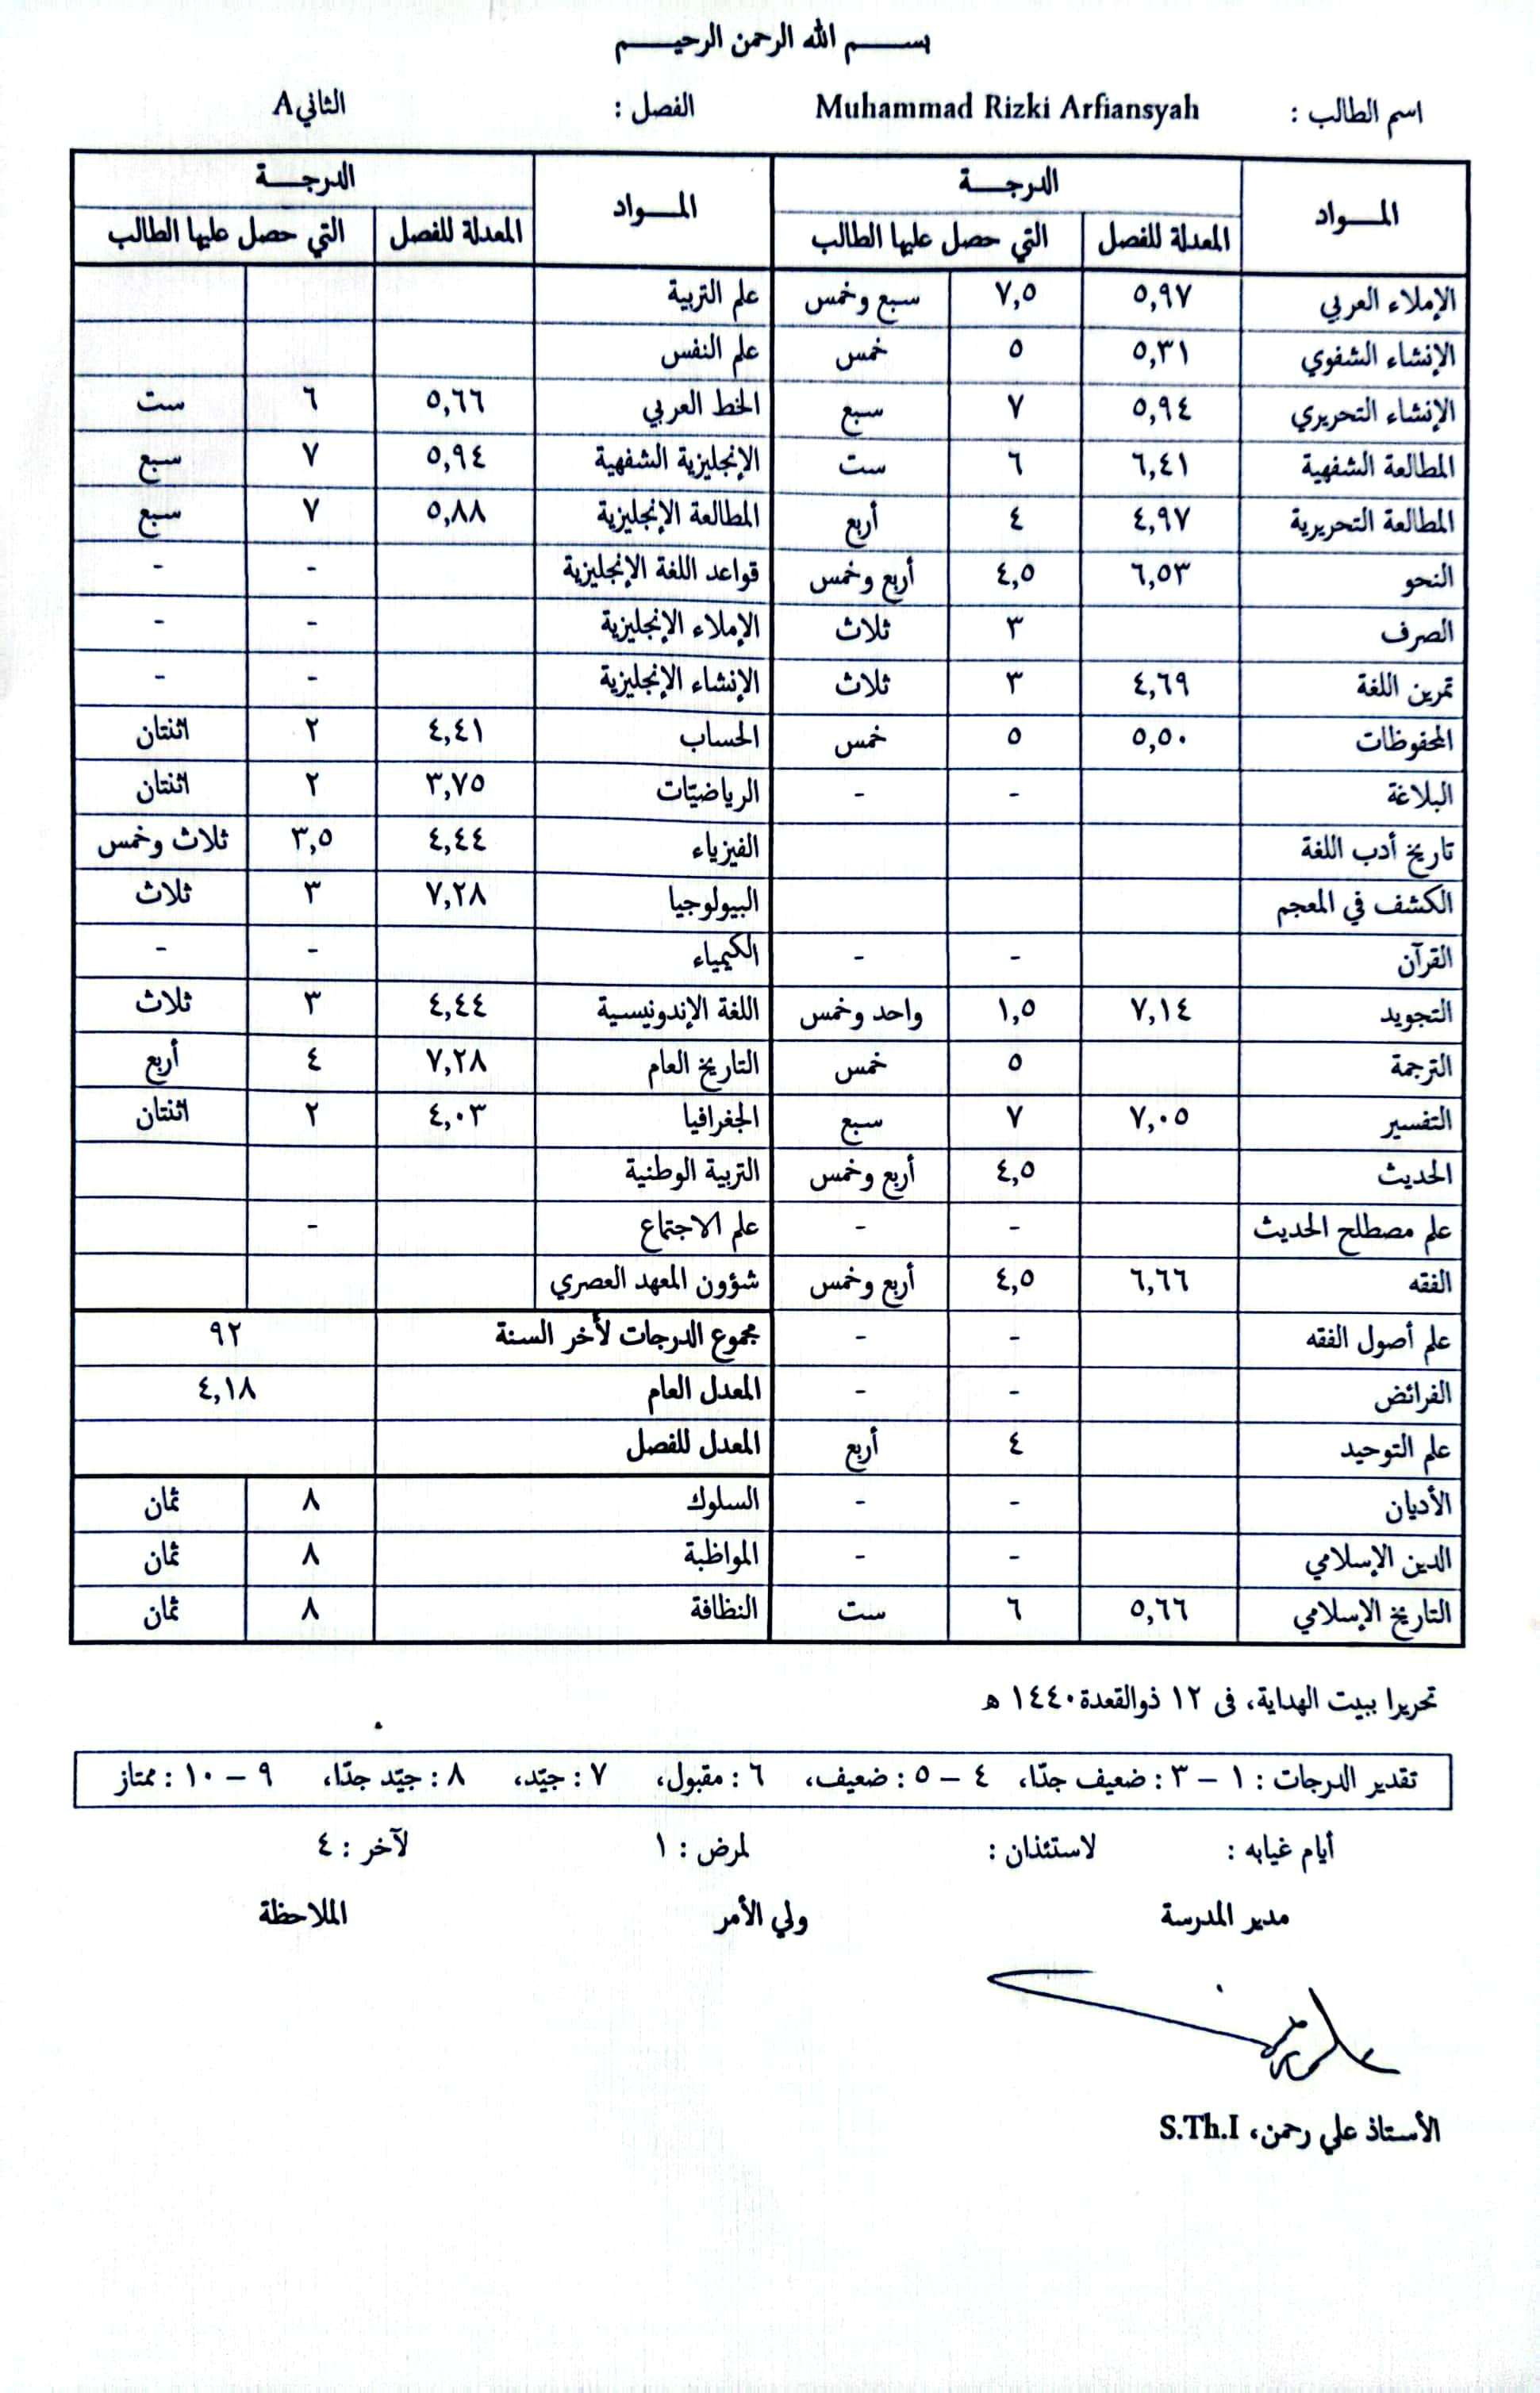 بســـم الله الرحمن الرحيـــم
اسم الطالب : Muhammad Rizki Arfiansyah الفصل : الثاني A
المـــواد الدرجـــة المـــواد الدرجـــة
المعدلة للفصل التي حصل عليها الطالب المعدلة للفصل التي حصل عليها الطالب
الإملاء العربي ٥,٩٧ ٧,٥ سبع وخمس علم التربية
الإنشاء الشفوي ٥,٣١ ٥ خمس علم النفس
الإنشاء التحريري ٥,٩٤ ٧ سبع الخط العربي ٥,٦٦ ٦ ست
المطالعة الشفهية ٦,٤١ ٦ ست الإنجليزية الشفهية ٥,٩٤ ٧ سبع
المطالعة التحريرية ٤,٩٧ ٤ أربع المطالعة الإنجليزية ٥,٨٨ ٧ سبع
النحو ٦,٥٣ ٤,٥ أربع وخمس قواعد اللغة الإنجليزية - -
الصرف ٣ ثلاث الإملاء الإنجليزية - -
تمرين اللغة ٤,٦٩ ٣ ثلاث الإنشاء الإنجليزية - -
المحفوظات ٥,٥٠ ٥ خمس الحساب ٤,٤١ ٢ اثنتان
البلاغة - - الرياضيّات ٣,٧٥ ٢ اثنتان
تاريخ أدب اللغة الفيزياء ٤,٤٤ ٣,٥ ثلاث وخمس
الكشف في المعجم البيولوجيا ٧,٢٨ ٣ ثلاث
القرآن - - الكيمياء - -
التجويد ٧,١٤ ١,٥ واحد وخمس اللغة الإندونيسية ٤,٤٤ ٣ ثلاث
الترجمة ٥ خمس التاريخ العام ٧,٢٨ ٤ أربع
التفسير ٧,٠٥ ٧ سبع الجغرافيا ٤,٠٣ ٢ اثنتان
الحديث ٤,٥ أربع وخمس التربية الوطنية
علم مصطلح الحديث - - علم الاجتماع -
الفقه ٦,٦٦ ٤,٥ أربع وخمس شؤون المعهد العصري
علم أصول الفقه - - مجموع الدرجات لأخر السنة ٩٢
الفرائض - - المعدل العام ٤,١٨
علم التوحيد ٤ أربع المعدل للفصل
الأديان - - السلوك ٨ ثمان
الدين الإسلامي - - المواظبة ٨ ثمان
التاريخ الإسلامي ٥,٦٦ ٦ ست النظافة ٨ ثمان
تحريرا ببيت الهداية، فى ١٢ ذوالقعدة ١٤٤٠ ه
تقدير الدرجات : ١ – ٣ : ضعيف جدّا، ٤ – ٥ : ضعيف، ٦ : مقبول، ٧ : جيّد، ٨ : جيّد جدّا، ٩ – ١٠ : ممتاز
أيام غيابه : لاستئذان : لمرض : ١ لآخر : ٤
مدير المدرسة ولي الأمر الملاحظة
الأستاذ علي رحمن، S.Th.I